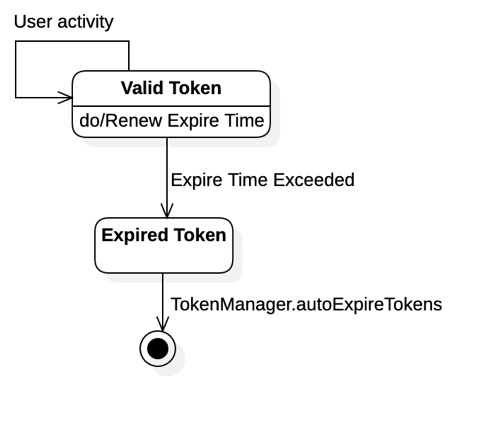 User activity
Valid Token
do/Renew Expire Time
Expire Time Exceeded
Expired Token
TokenManager.autoExpireTokens